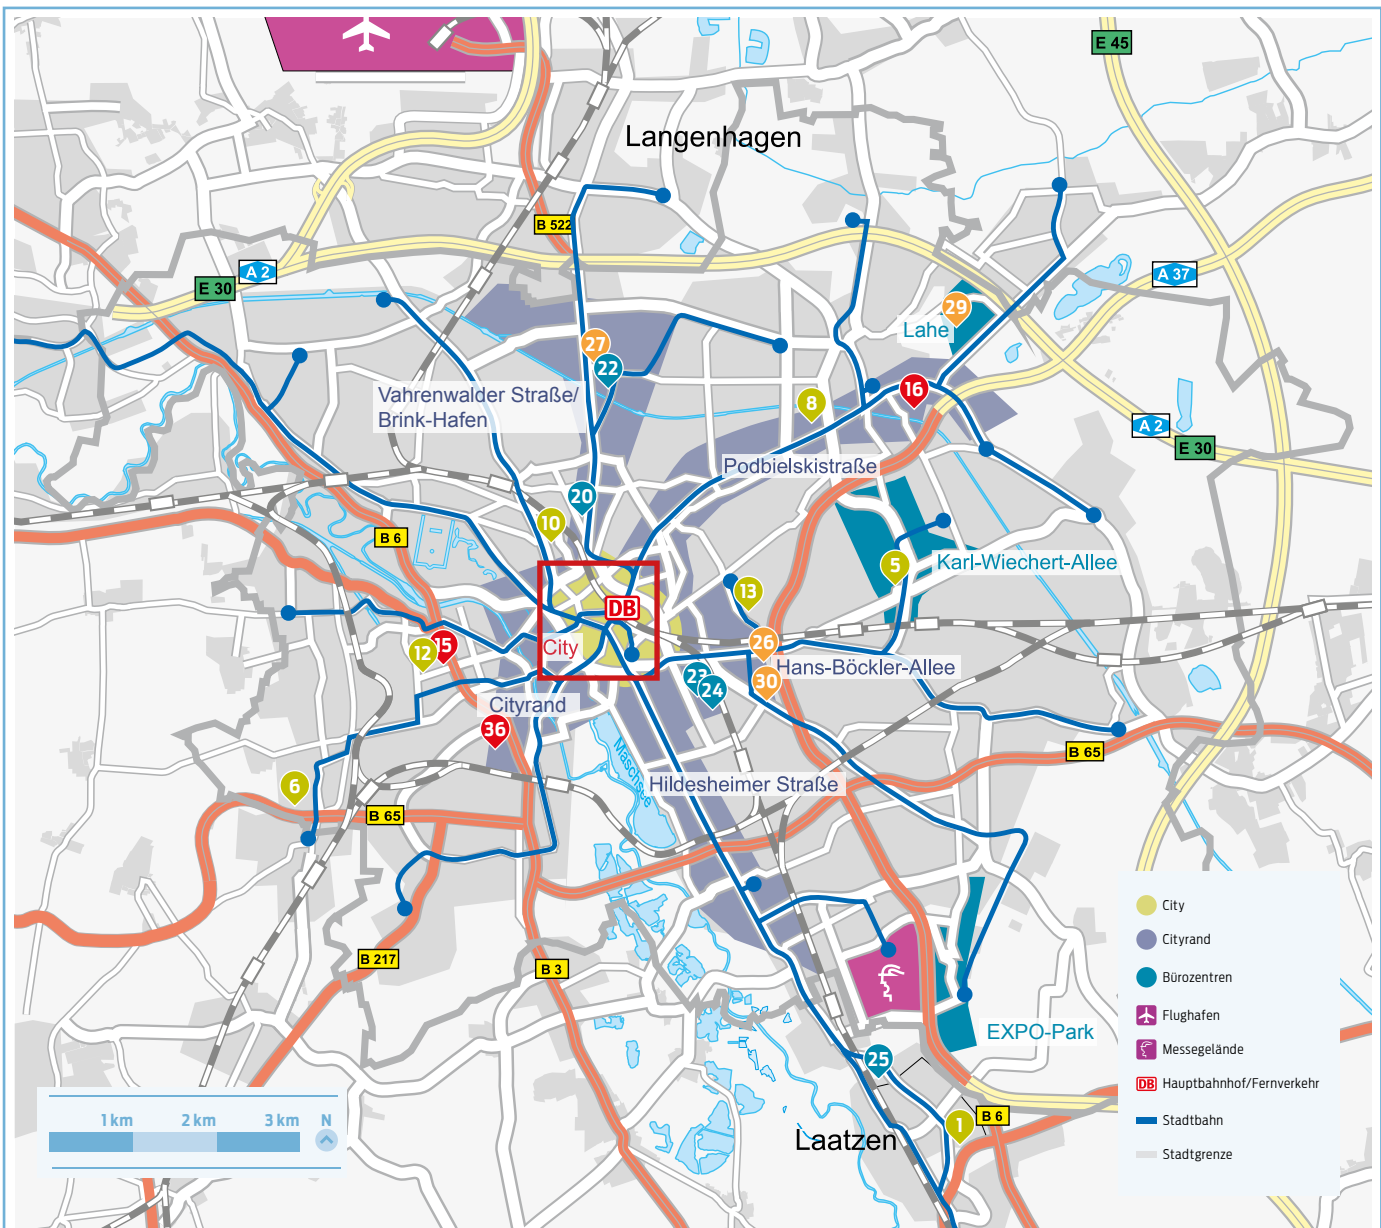 E 45
Langenhagen
B 522
A 2
E 30
A 37
29
Lahe
27
22
16
Vahrenwalder Straße/
Brink-Hafen
8
A 2
E 30
Podbielskistraße
20
10
B 6
5
Karl-Wiechert-Allee
13
DB
15
12
City
26
Hans-Böckler-Allee
23
24
30
Cityrand
36
B 65
Maschsee
6
Hildesheimer Straße
B 65
City
Cityrand
B 217
B 3
Bürozentren
Flughafen
EXPO-Park
Messegelände
25
DB Hauptbahnhof/Fernverkehr
1 km 2 km 3 km N
Stadtbahn
B 6
1
Laatzen
Stadtgrenze